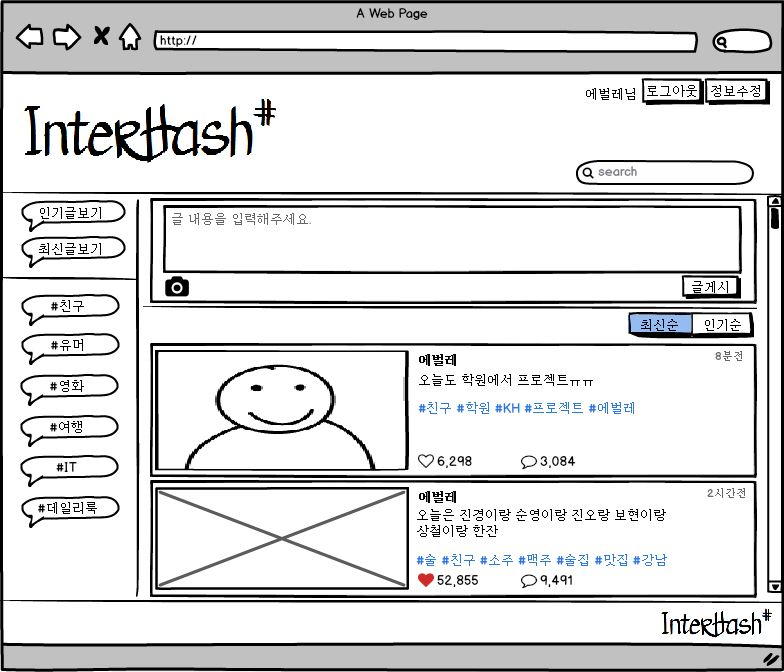 A Web Page
http://
에벌레님 로그아웃 정보수정
InterHash#
search
인기글보기
최신글보기
#친구
#유머
#영화
#여행
#IT
#데일리룩
글 내용을 입력해주세요.
글게시
최신순 인기순
에벌레 8분전
오늘도 학원에서 프로젝트ㅠㅠ
#친구 #학원 #KH #프로젝트 #에벌레
6,298 3,084
에벌레 2시간전
오늘은 진경이랑 순영이랑 진오랑 보현이랑
상철이랑 한잔
#술 #친구 #소주 #맥주 #술집 #맛집 #강남
52,855 9,491
InterHash#